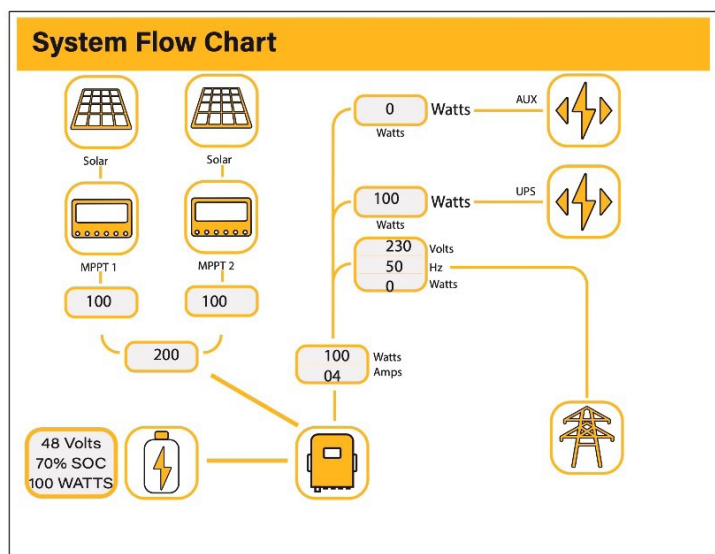 System Flow Chart
Solar
Solar
MPPT 1
MPPT 2
100
100
200
0 Watts
Watts
AUX
100 Watts
Watts
UPS
230 Volts
50 Hz
0 Watts
100 Watts
04 Amps
48 Volts
70% SOC
100 WATTS